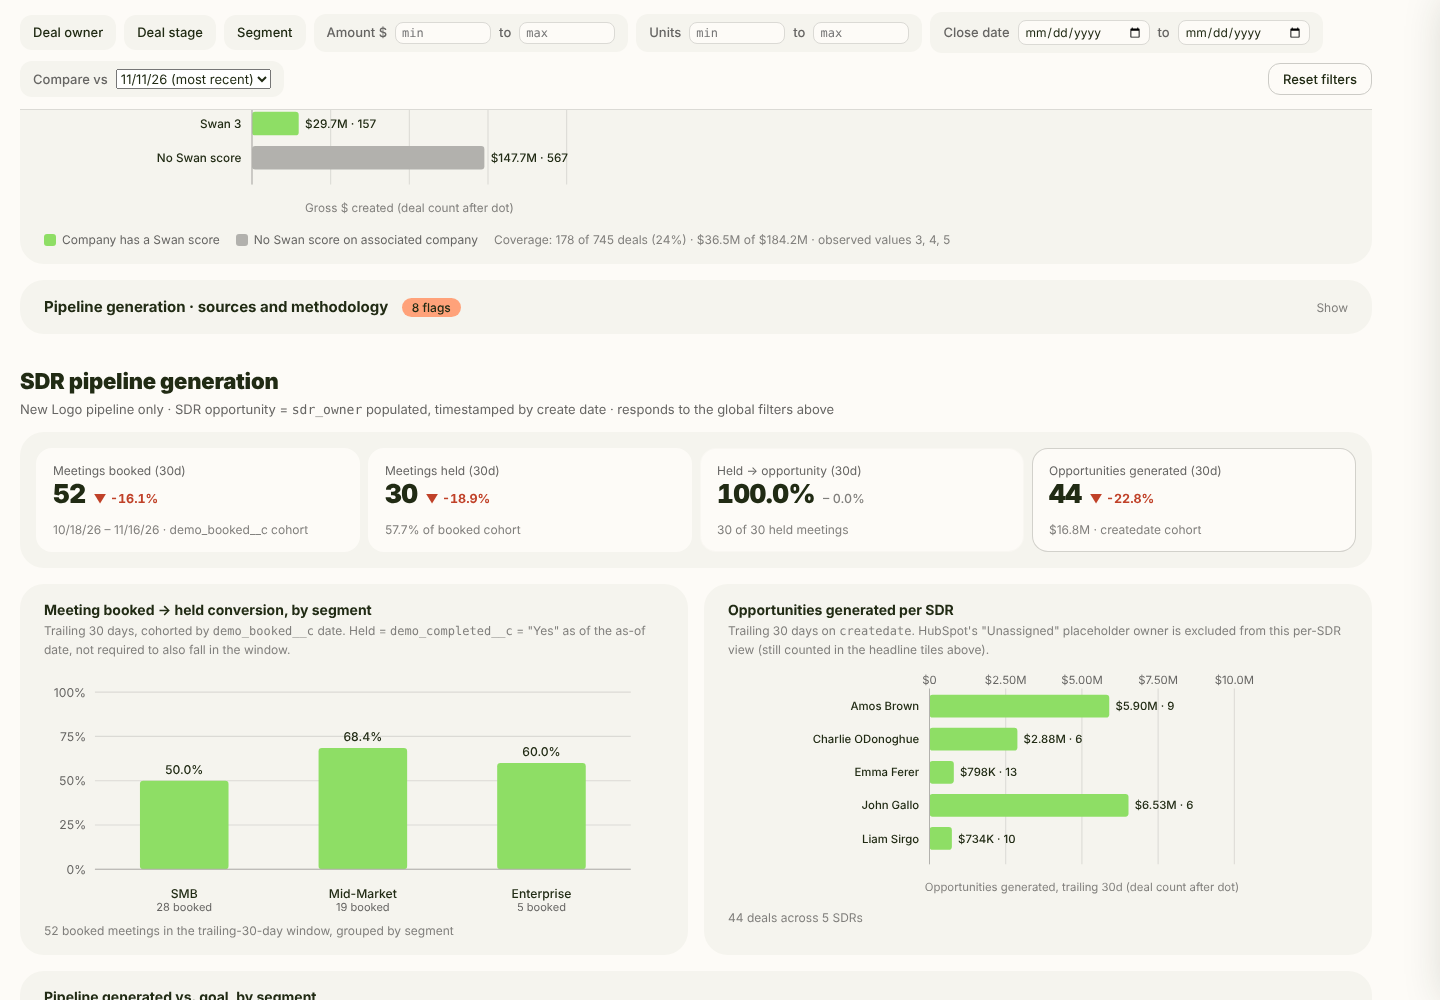 Deal owner Deal stage Segment Amount $ min to max Units min to max Close date mm/dd/yyyy to mm/dd/yyyy
Compare vs 11/11/26 (most recent) Reset filters
Swan 3 $29.7M · 157
No Swan score $147.7M · 567
Gross $ created (deal count after dot)
Company has a Swan score No Swan score on associated company Coverage: 178 of 745 deals (24%) · $36.5M of $184.2M · observed values 3, 4, 5
Pipeline generation · sources and methodology 8 flags Show
SDR pipeline generation
New Logo pipeline only · SDR opportunity = sdr_owner populated, timestamped by create date · responds to the global filters above
Meetings booked (30d)
52 ▼ -16.1%
10/18/26 – 11/16/26 · demo_booked__c cohort
Meetings held (30d)
30 ▼ -18.9%
57.7% of booked cohort
Held → opportunity (30d)
100.0% – 0.0%
30 of 30 held meetings
Opportunities generated (30d)
44 ▼ -22.8%
$16.8M · createdate cohort
Meeting booked → held conversion, by segment
Trailing 30 days, cohorted by demo_booked__c date. Held = demo_completed__c = "Yes" as of the as-of
date, not required to also fall in the window.
100%
75%
50%
25%
0%
50.0%
68.4%
60.0%
SMB Mid-Market Enterprise
28 booked 19 booked 5 booked
52 booked meetings in the trailing-30-day window, grouped by segment
Opportunities generated per SDR
Trailing 30 days on createdate. HubSpot's "Unassigned" placeholder owner is excluded from this per-SDR
view (still counted in the headline tiles above).
$0 $2.50M $5.00M $7.50M $10.0M
Amos Brown $5.90M · 9
Charlie ODonoghue $2.88M · 6
Emma Ferer $798K · 13
John Gallo $6.53M · 6
Liam Sirgo $734K · 10
Opportunities generated, trailing 30d (deal count after dot)
44 deals across 5 SDRs
Pipeline generated vs. goal, by segment